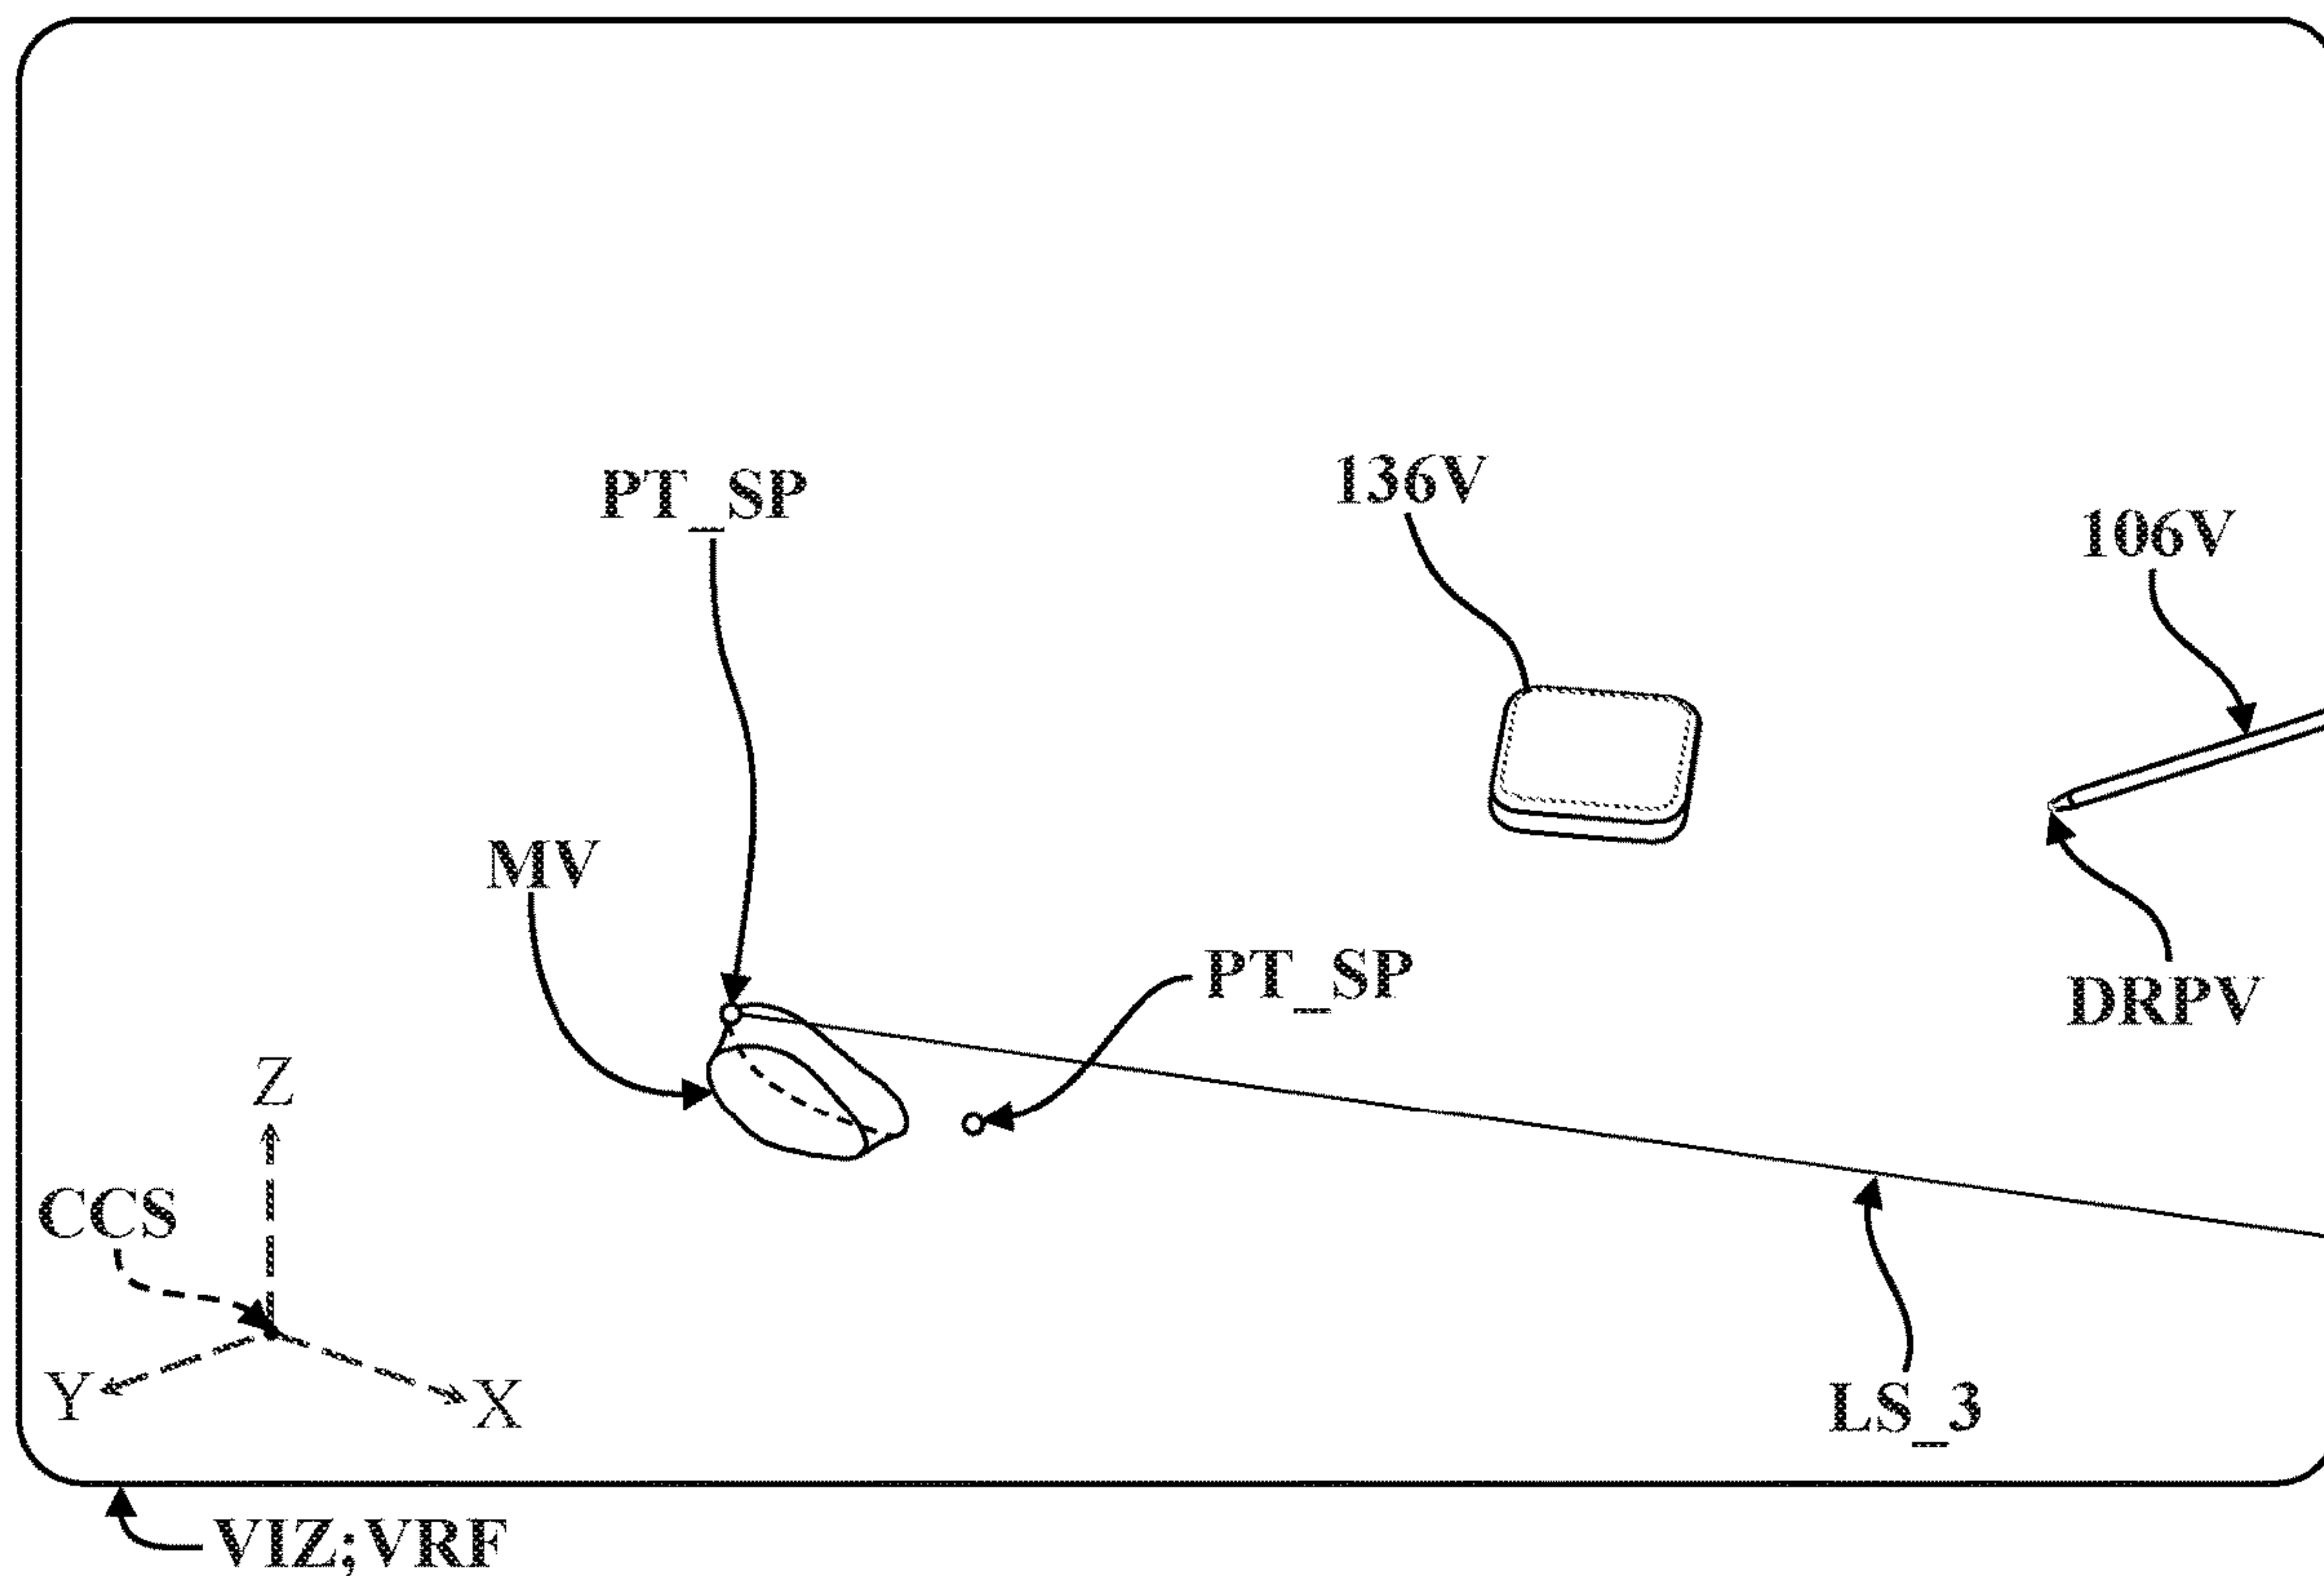 136V
PT_SP
106V
MV
PT_SP
DRPV
Z
CCS
Y
X
LS_3
VIZ;VRF